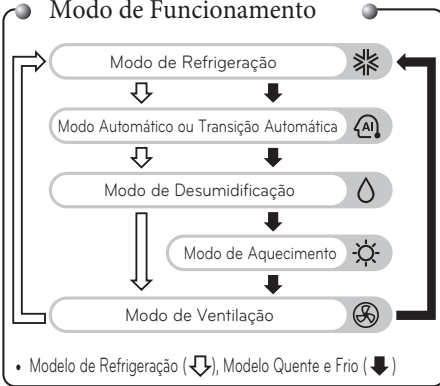 Modo de Funcionamento
Modo de Refrigeração
Modo Automático ou Transição Automática
AI
Modo de Desumidificação
Modo de Aquecimento
Modo de Ventilação
• Modelo de Refrigeração ( ), Modelo Quente e Frio ( )